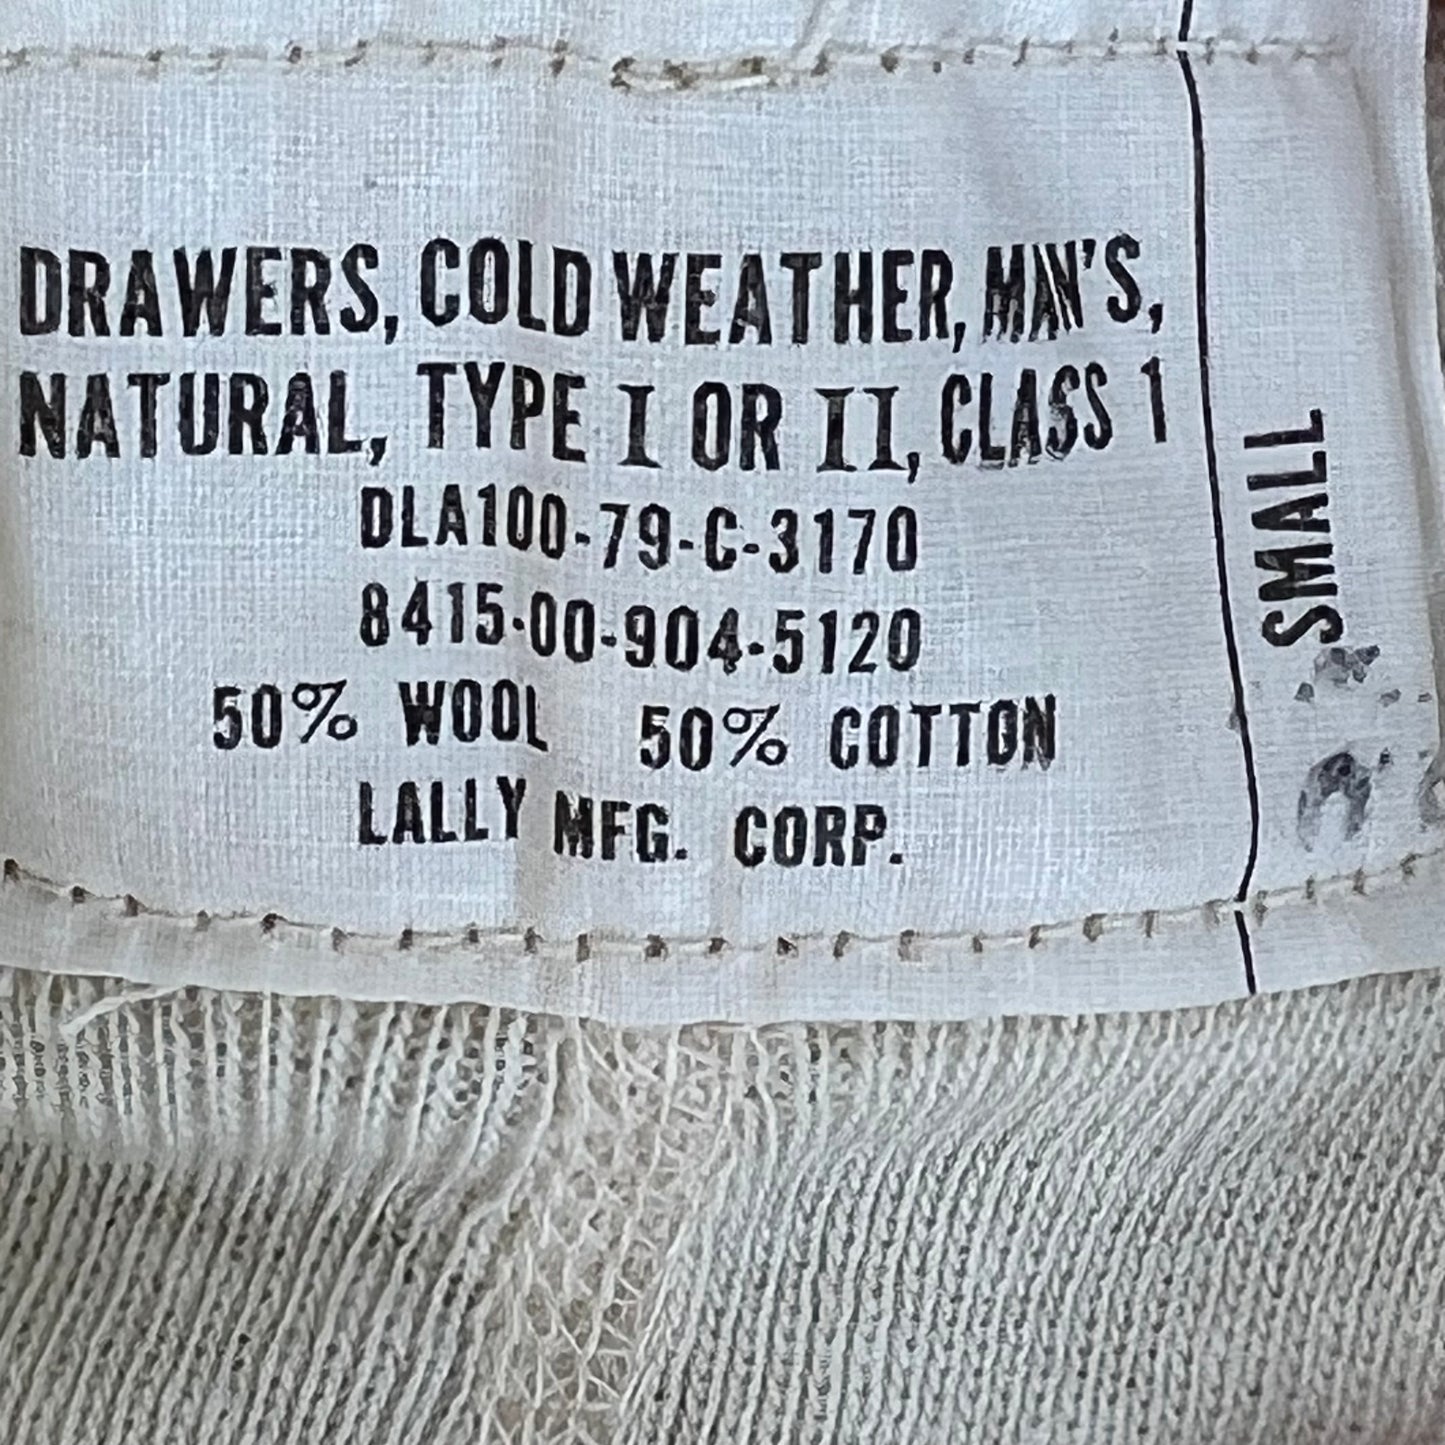 DRAWERS, COLD WEATHER, MAN'S,
NATURAL, TYPE I OR II, CLASS 1
DLA100-79-C-3170
8415-00-904-5120
50% WOOL 50% COTTON
LALLY MFG. CORP.
SMALL